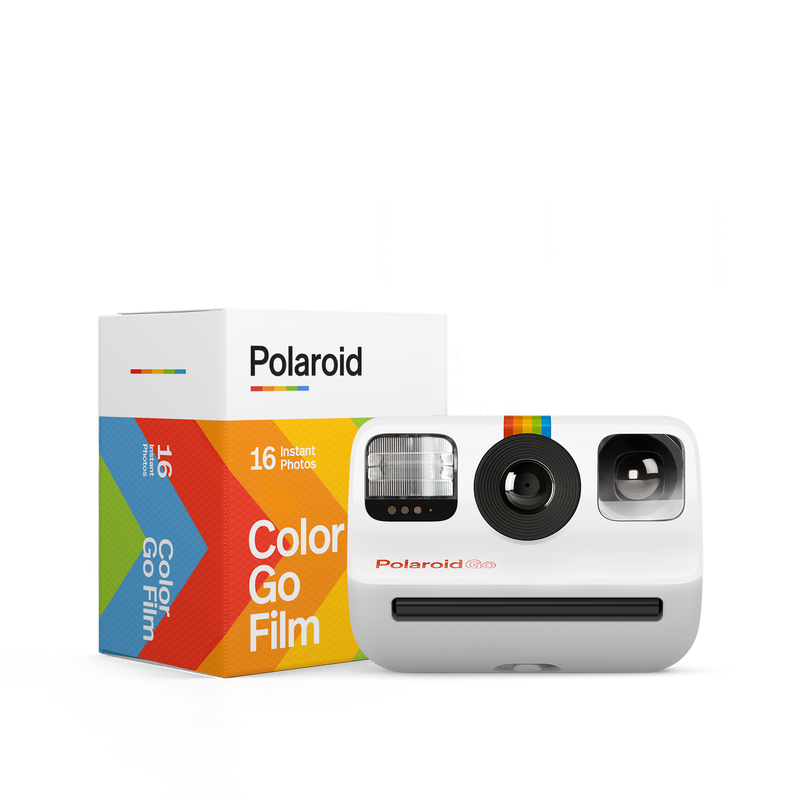 Polaroid
16 Instant
Photos
Color
Go
Film
16 Instant
Photos
Color
Go Film
Polaroid Go